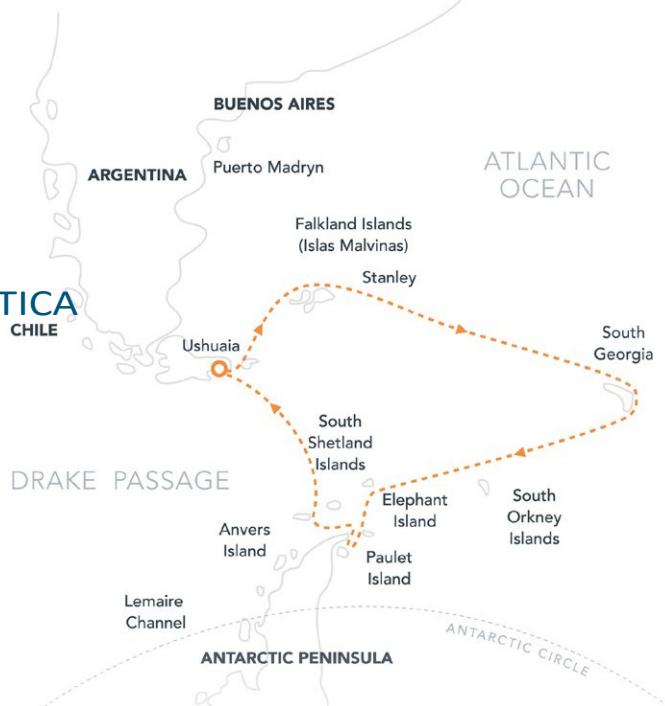 BUENOS AIRES
ARGENTINA
Puerto Madryn
ATLANTIC
OCEAN
Falkland Islands
(Islas Malvinas)
Stanley
TICA
CHILE
Ushuaia
South
Georgia
South
Shetland
Islands
DRAKE PASSAGE
Elephant
Island
South
Orkney
Islands
Anvers
Island
Paulet
Island
Lemaire
Channel
ANTARCTIC CIRCLE
ANTARCTIC PENINSULA